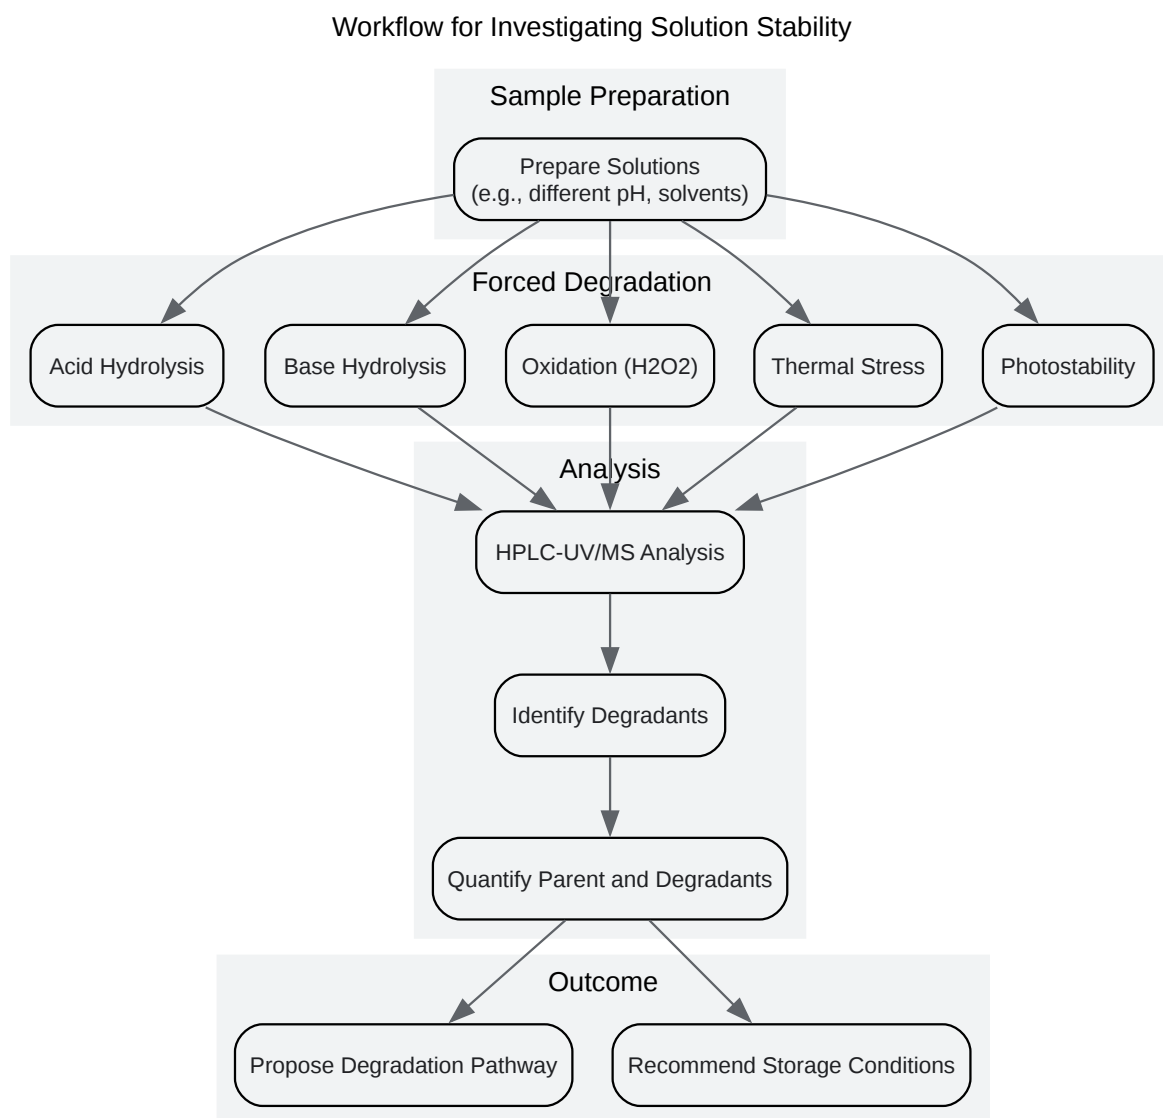 Workflow for Investigating Solution Stability
Sample Preparation
Prepare Solutions
(e.g., different pH, solvents)
Forced Degradation
Acid Hydrolysis
Base Hydrolysis
Oxidation (H2O2)
Thermal Stress
Photostability
Analysis
HPLC-UV/MS Analysis
Identify Degradants
Quantify Parent and Degradants
Outcome
Propose Degradation Pathway
Recommend Storage Conditions